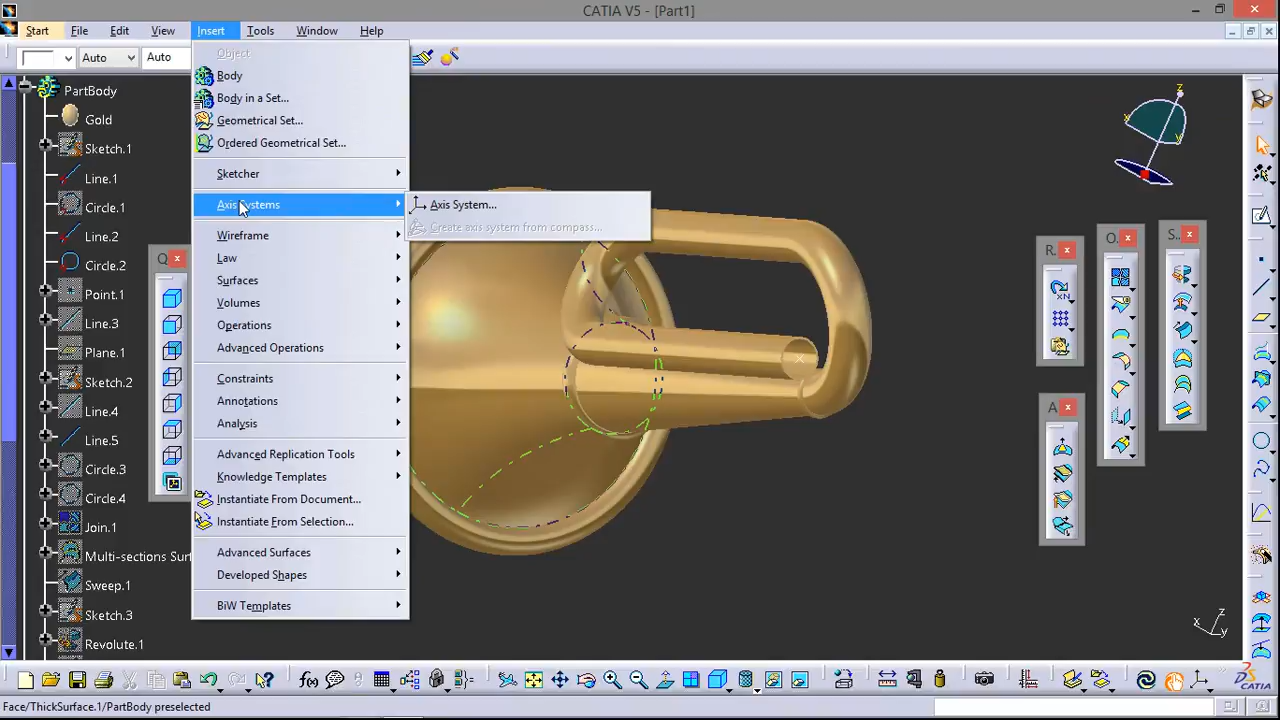 CATIA V5 - [Part1]
Start File Edit View Insert Tools Window Help
Auto Auto
Object
Body
Body in a Set...
Geometrical Set...
Ordered Geometrical Set...
Sketcher
Axis Systems
Wireframe
Law
Surfaces
Volumes
Operations
Advanced Operations
Constraints
Annotations
Analysis
Advanced Replication Tools
Knowledge Templates
Instantiate From Document...
Instantiate From Selection...
Advanced Surfaces
Developed Shapes
BiW Templates
Axis System...
Create axis system from compass...
PartBody
Gold
Sketch.1
Line.1
Circle.1
Line.2
Circle.2
Point.1
Line.3
Plane.1
Sketch.2
Line.4
Line.5
Circle.3
Circle.4
Join.1
Multi-sections Surf
Sweep.1
Sketch.3
Revolute.1
Q
R.
O.
S..
A
z
x
y
z
x
y
f(x)
CATIA
Face/ThickSurface.1/PartBody preselected